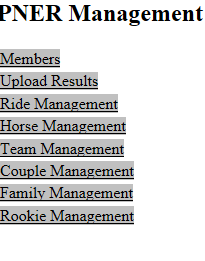 PNER Management
Members
Upload Results
Ride Management
Horse Management
Team Management
Couple Management
Family Management
Rookie Management